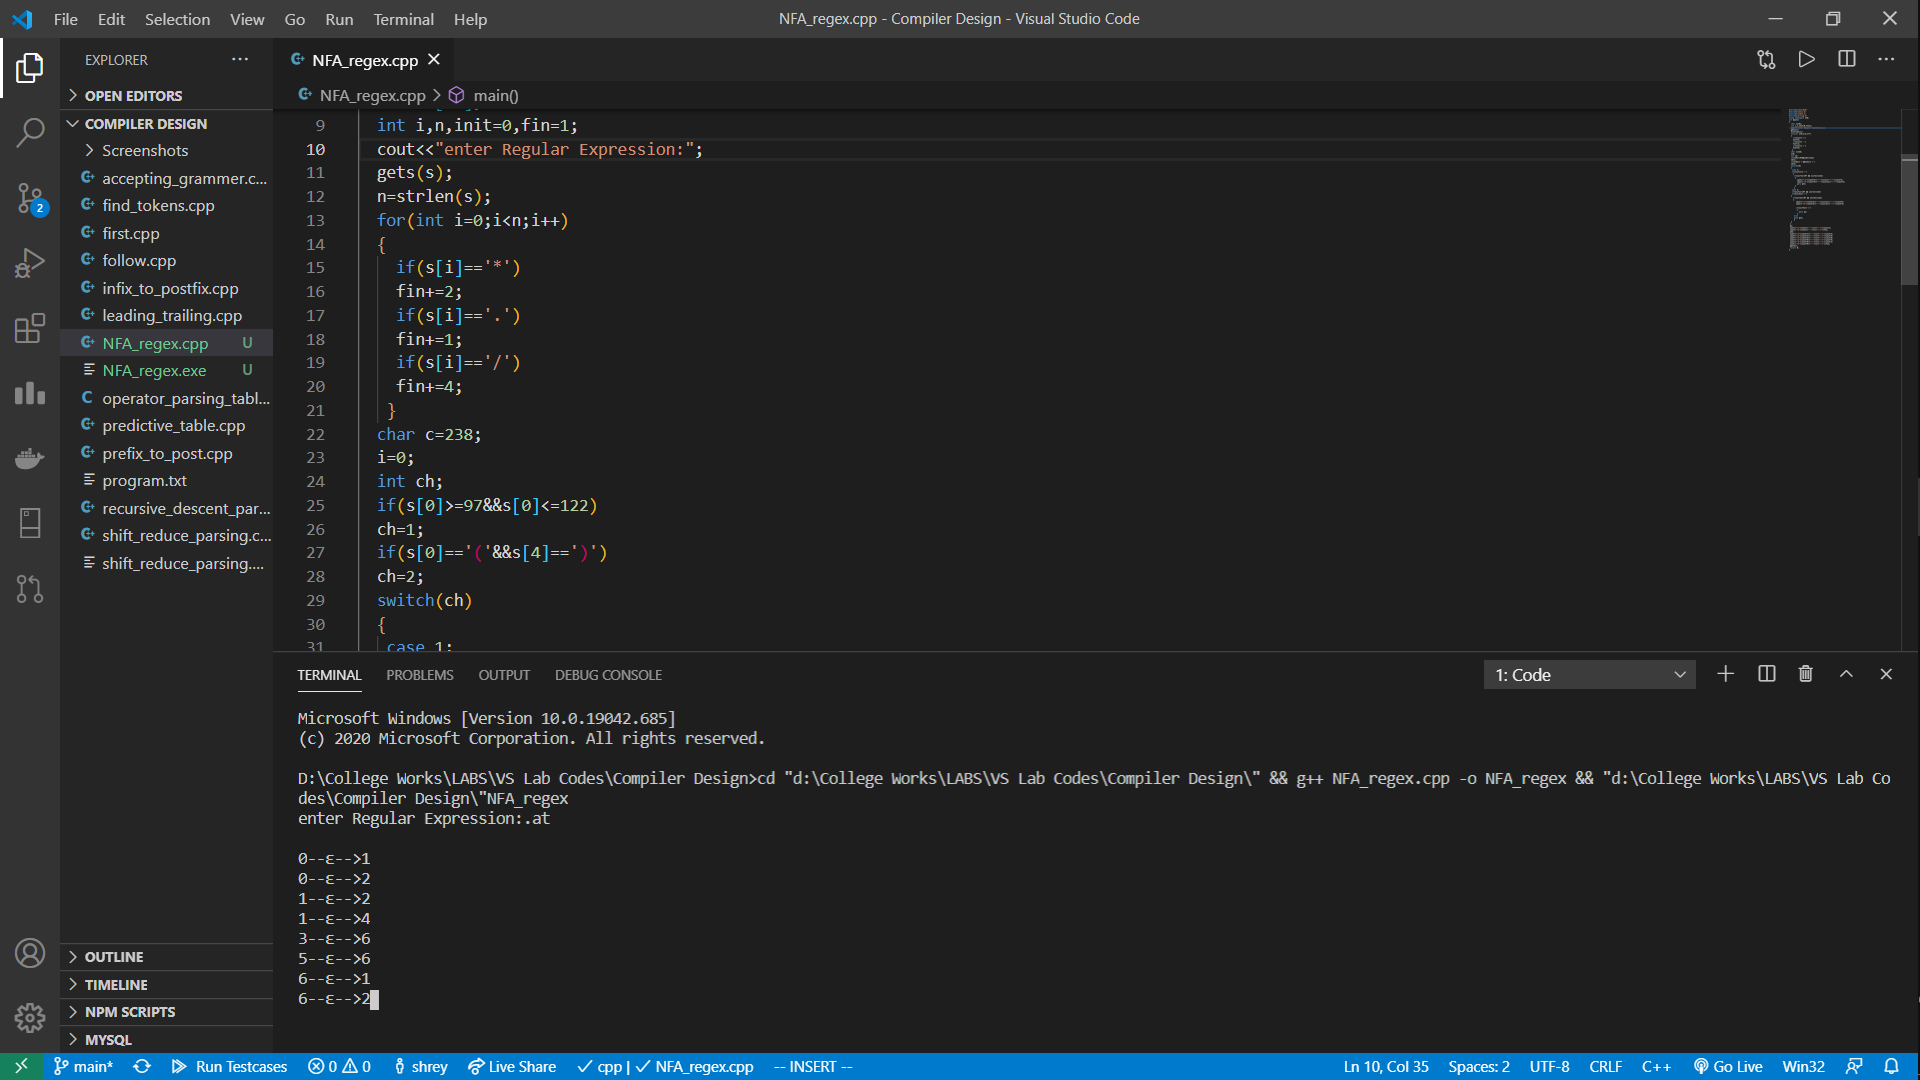 File Edit Selection View Go Run Terminal Help
NFA_regex.cpp - Compiler Design - Visual Studio Code
EXPLORER
NFA_regex.cpp
OPEN EDITORS
NFA_regex.cpp > main()
COMPILER DESIGN
Screenshots
accepting_grammer.c...
find_tokens.cpp
first.cpp
follow.cpp
infix_to_postfix.cpp
leading_trailing.cpp
NFA_regex.cpp U
NFA_regex.exe U
operator_parsing_tabl...
predictive_table.cpp
prefix_to_post.cpp
program.txt
recursive_descent_par...
shift_reduce_parsing.c...
shift_reduce_parsing....
OUTLINE
TIMELINE
NPM SCRIPTS
MYSQL
2
9 int i,n,init=0,fin=1;
10 cout<<"enter Regular Expression:";
11 gets(s);
12 n=strlen(s);
13 for(int i=0;i<n;i++)
14 {
15 if(s[i]=='*')
16 fin+=2;
17 if(s[i]=='.')
18 fin+=1;
19 if(s[i]=='/')
20 fin+=4;
21 }
22 char c=238;
23 i=0;
24 int ch;
25 if(s[0]>=97&&s[0]<=122)
26 ch=1;
27 if(s[0]=='('&&s[4]==')')
28 ch=2;
29 switch(ch)
30 {
31 case 1:
TERMINAL PROBLEMS OUTPUT DEBUG CONSOLE
1: Code
Microsoft Windows [Version 10.0.19042.685]
(c) 2020 Microsoft Corporation. All rights reserved.
D:\College Works\LABS\VS Lab Codes\Compiler Design>cd "d:\College Works\LABS\VS Lab Codes\Compiler Design\" && g++ NFA_regex.cpp -o NFA_regex && "d:\College Works\LABS\VS Lab Co
des\Compiler Design\"NFA_regex
enter Regular Expression:.at
0--ε-->1
0--ε-->2
1--ε-->2
1--ε-->4
3--ε-->6
5--ε-->6
6--ε-->1
6--ε-->2
main* Run Testcases 0 0 shrey Live Share cpp | NFA_regex.cpp -- INSERT --
Ln 10, Col 35 Spaces: 2 UTF-8 CRLF C++ Go Live Win32